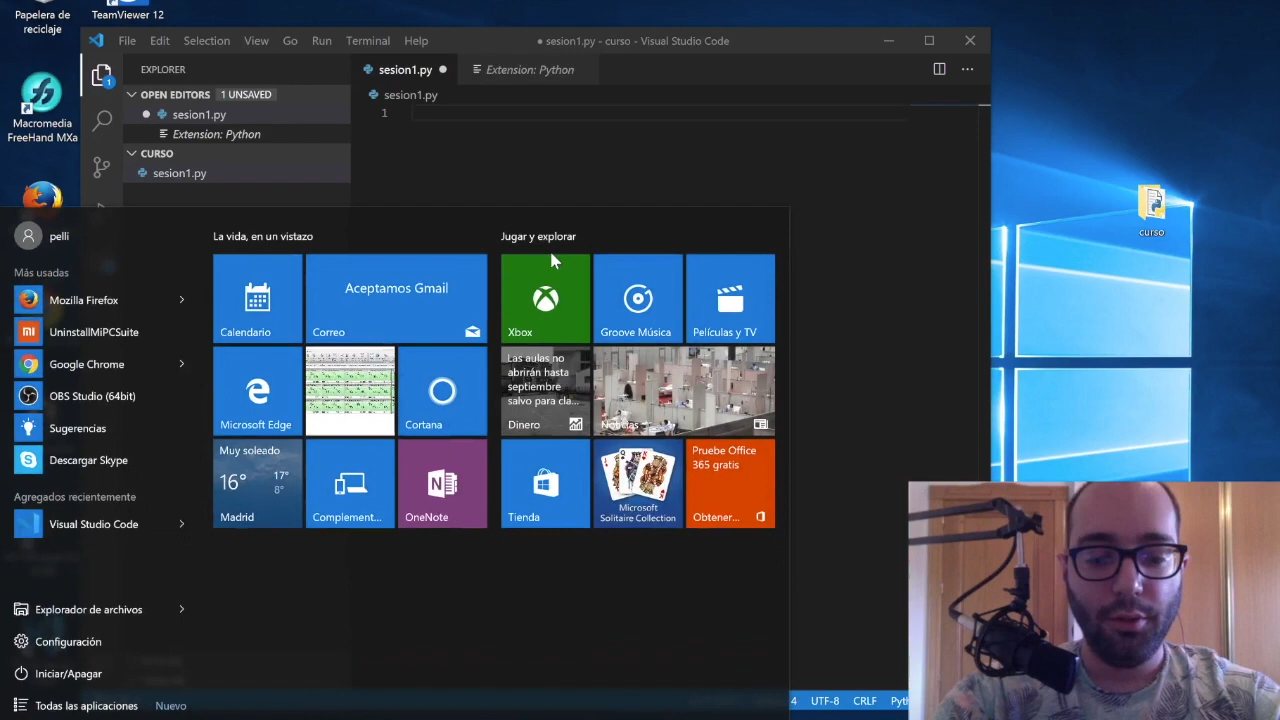 Papelera de
reciclaje
TeamViewer 12
Macromedia
FreeHand MXa
File Edit Selection View Go Run Terminal Help
● sesion1.py - curso - Visual Studio Code
EXPLORER
1
OPEN EDITORS 1 UNSAVED
sesion1.py
Extension: Python
CURSO
sesion1.py
sesion1.py
Extension: Python
sesion1.py
1
curso
pelli
Más usadas
Mozilla Firefox
UninstallMiPCSuite
Google Chrome
OBS Studio (64bit)
Sugerencias
Descargar Skype
Agregados recientemente
Visual Studio Code
Explorador de archivos
Configuración
Iniciar/Apagar
Todas las aplicaciones Nuevo
La vida, en un vistazo
Calendario
Aceptamos Gmail
Correo
Microsoft Edge
Cortana
Muy soleado
16° 17°
8°
Madrid
Complement...
OneNote
Jugar y explorar
Xbox
Groove Música
Películas y TV
Las aulas no
abrirán hasta
septiembre
salvo para cla...
Dinero
Noticias
Tienda
Microsoft
Solitaire Collection
Pruebe Office
365 gratis
Obtener...
4 UTF-8 CRLF Pyth